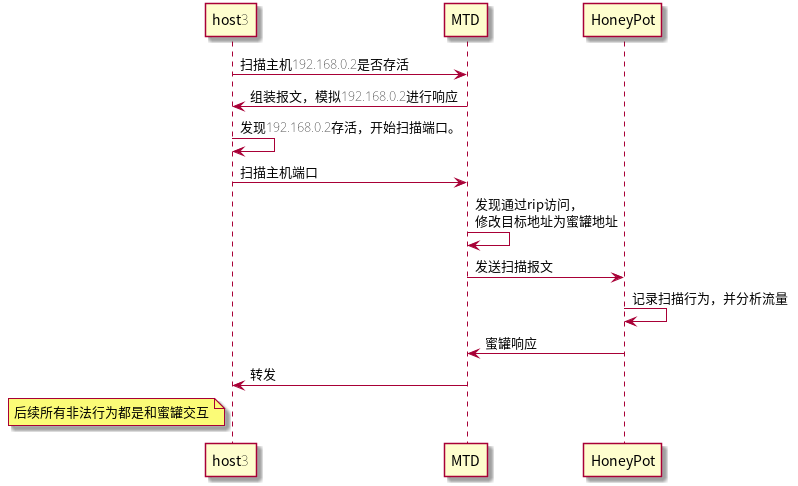 host3 MTD HoneyPot
扫描主机192.168.0.2是否存活
组装报文，模拟192.168.0.2进行响应
发现192.168.0.2存活，开始扫描端口。
扫描主机端口
发现通过rip访问，
修改目标地址为蜜罐地址
发送扫描报文
记录扫描行为，并分析流量
蜜罐响应
转发
后续所有非法行为都是和蜜罐交互
host3 MTD HoneyPot